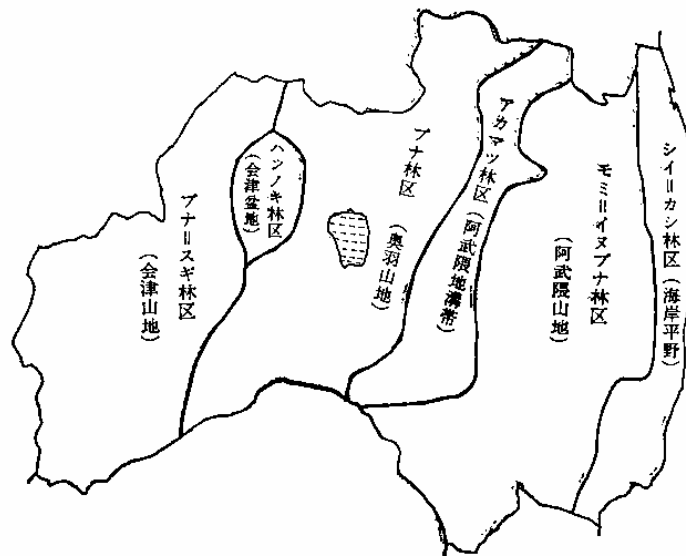 シイ＝カシ林区（海岸平野）
モミ＝イヌブナ林区
（阿武隈山地）
アカマツ林区（阿武隈地溝帯）
ブナ林区
（奥羽山地）
ハンノキ林区
（会津盆地）
ブナ＝スギ林区
（会津山地）